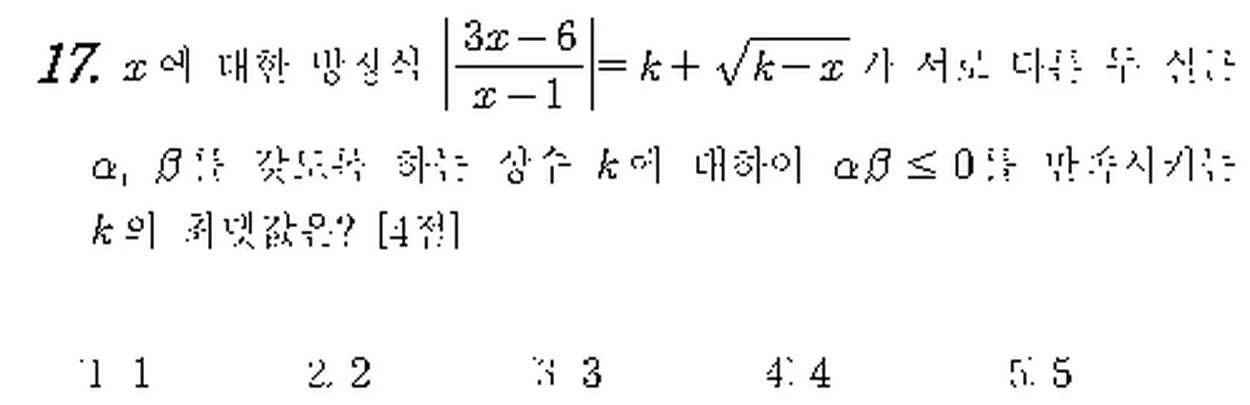 17. x에 대한 방정식 |\frac{3x-6}{x-1}| = k + \sqrt{k-x} 가 서로 다른 두 실근
α, β를 갖도록 하는 상수 k에 대하여 αβ ≤ 0을 만족시키는
k의 최댓값은? [4점]
① 1 ② 2 ③ 3 ④ 4 ⑤ 5